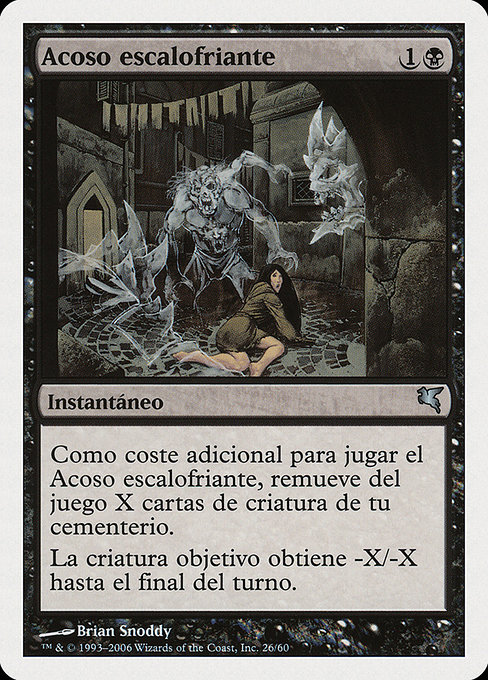 Acoso escalofriante 1
Instantáneo
Como coste adicional para jugar el
Acoso escalofriante, remueve del
juego X cartas de criatura de tu
cementerio.
La criatura objetivo obtiene -X/-X
hasta el final del turno.
Brian Snoddy
™ & © 1993–2006 Wizards of the Coast, Inc. 26/60